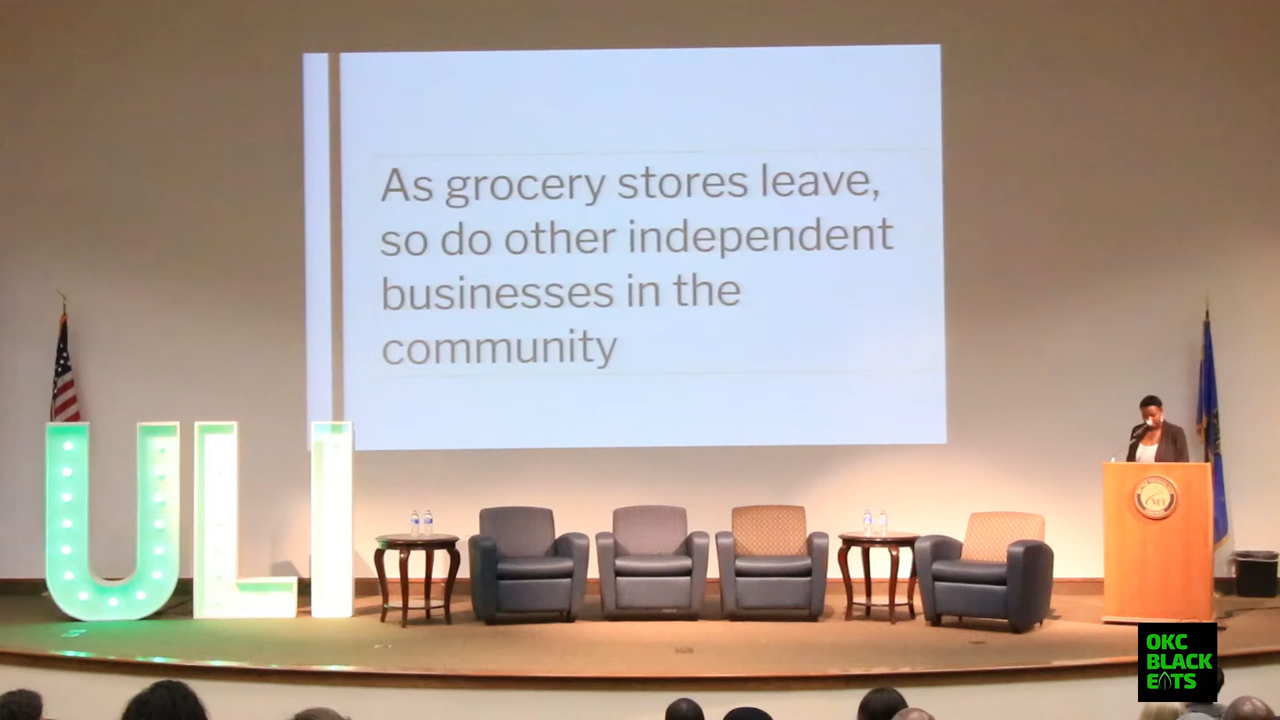 As grocery stores leave,
so do other independent
businesses in the
community
ULI
OKC
BLACK
EATS